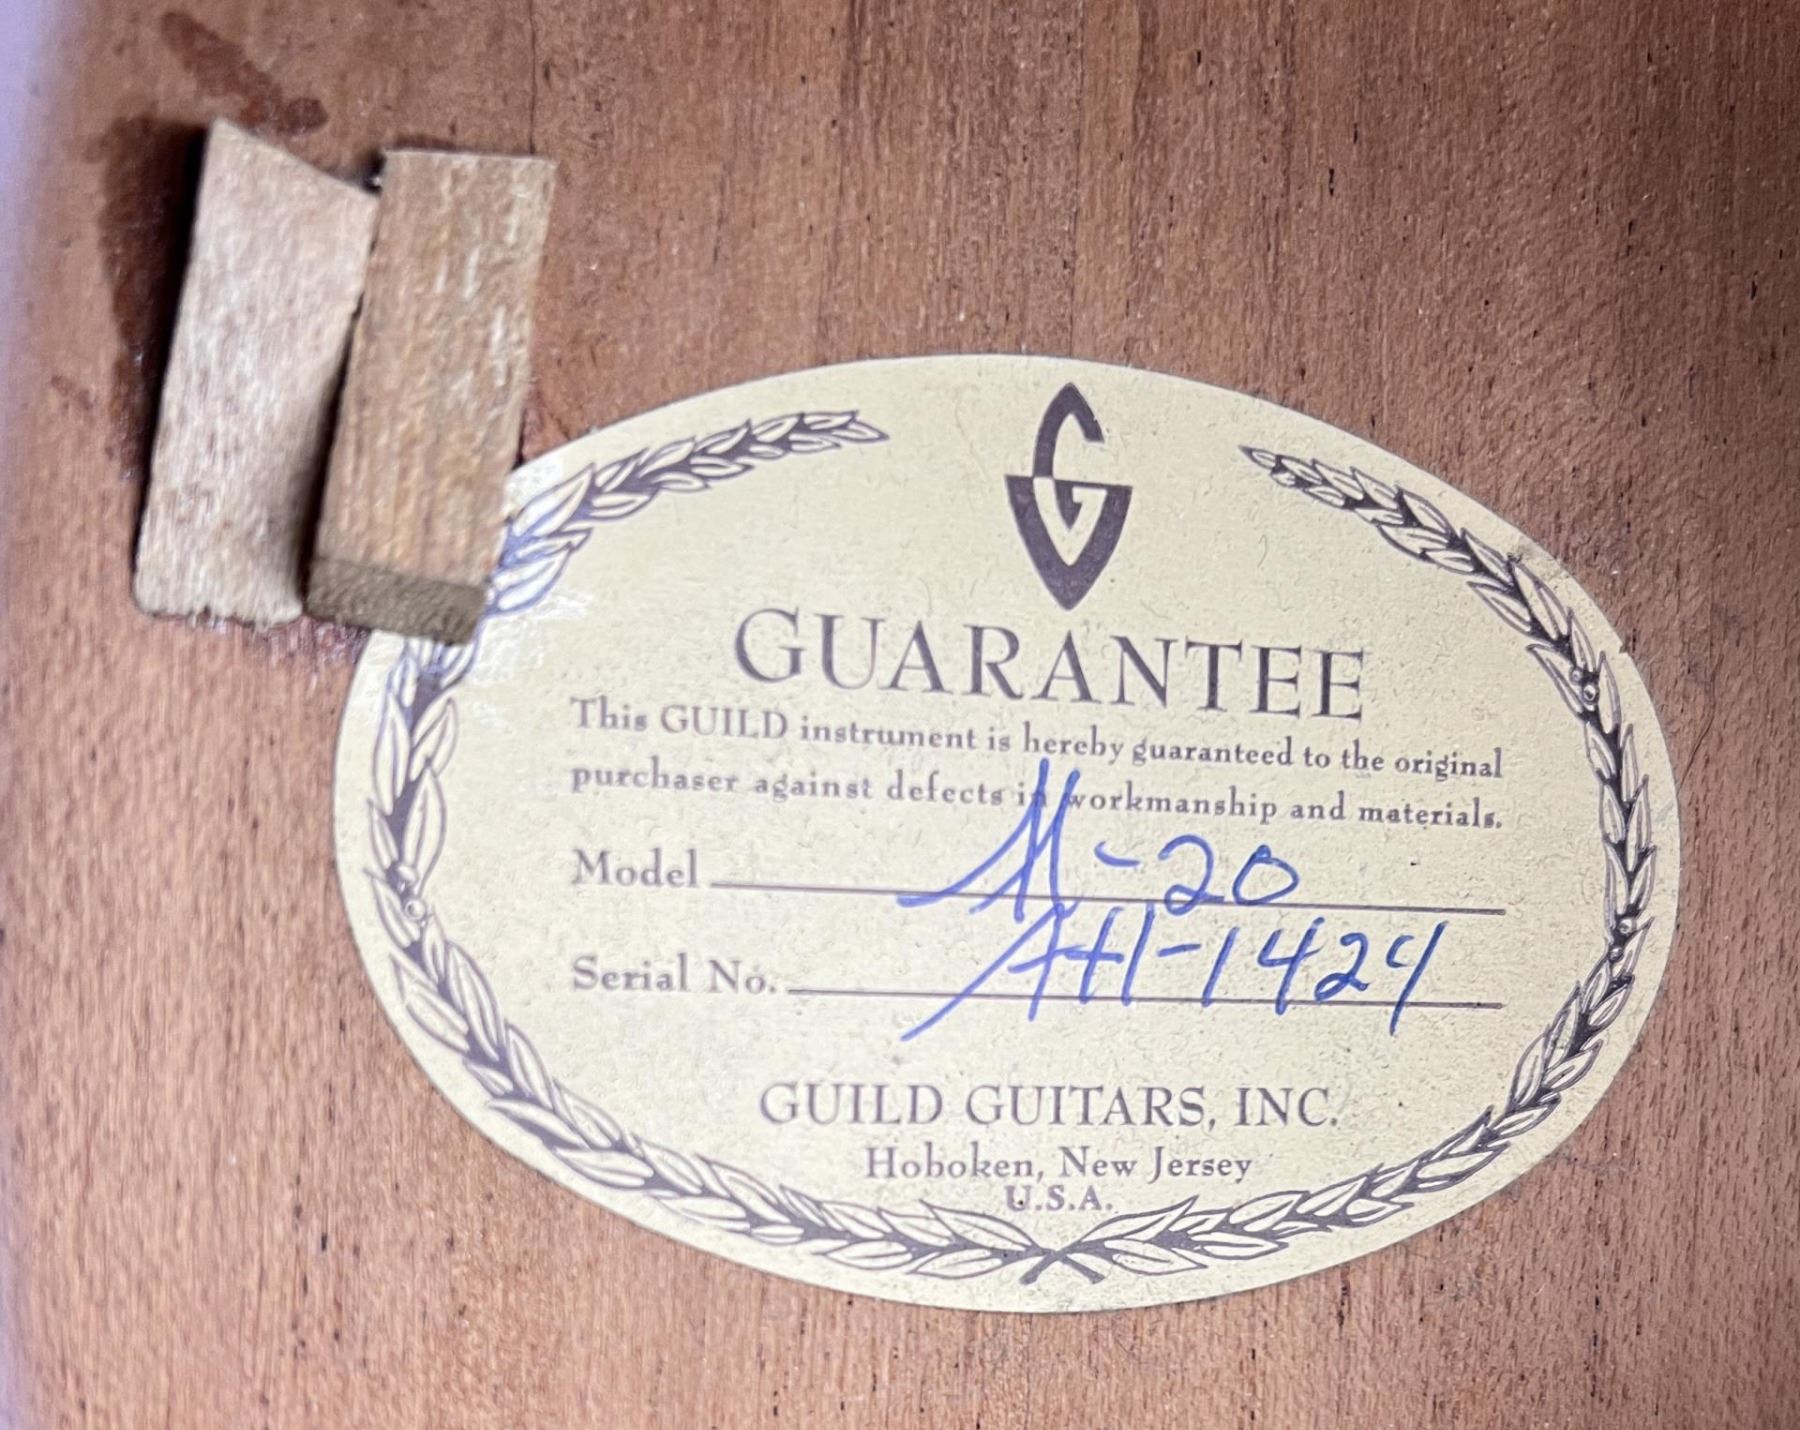 G
GUARANTEE
This GUILD instrument is hereby guaranteed to the original
purchaser against defects in workmanship and materials.
Model M-20
Serial No. AH-1424
GUILD GUITARS, INC.
Hoboken, New Jersey
U.S.A.